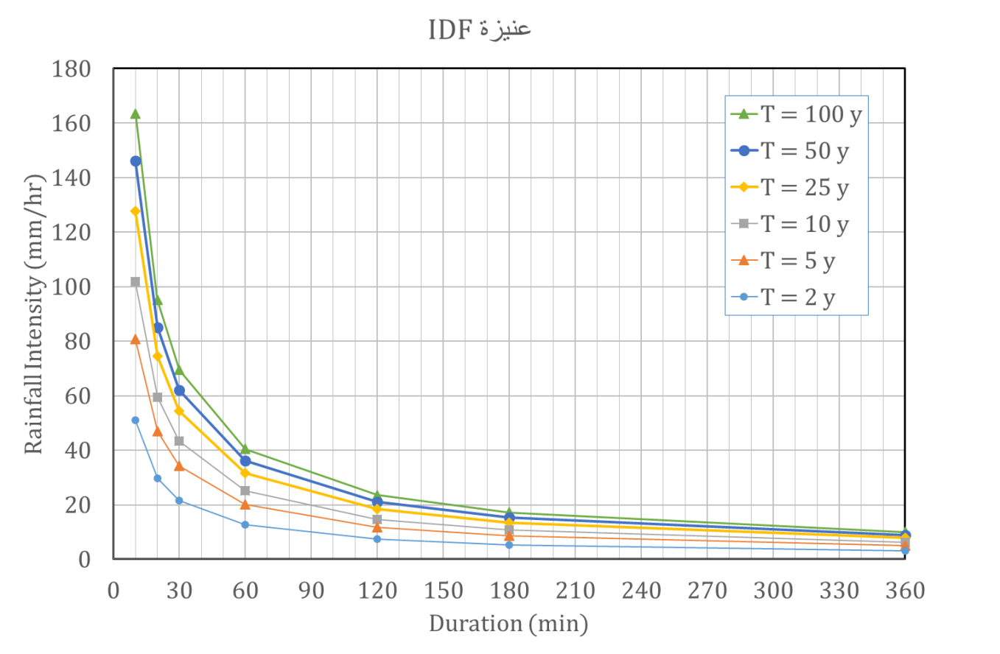 IDF عنيزة
180
160
140
120
100
80
60
40
20
0
Rainfall Intensity (mm/hr)
T = 100 y
T = 50 y
T = 25 y
T = 10 y
T = 5 y
T = 2 y
0 30 60 90 120 150 180 210 240 270 300 330 360
Duration (min)